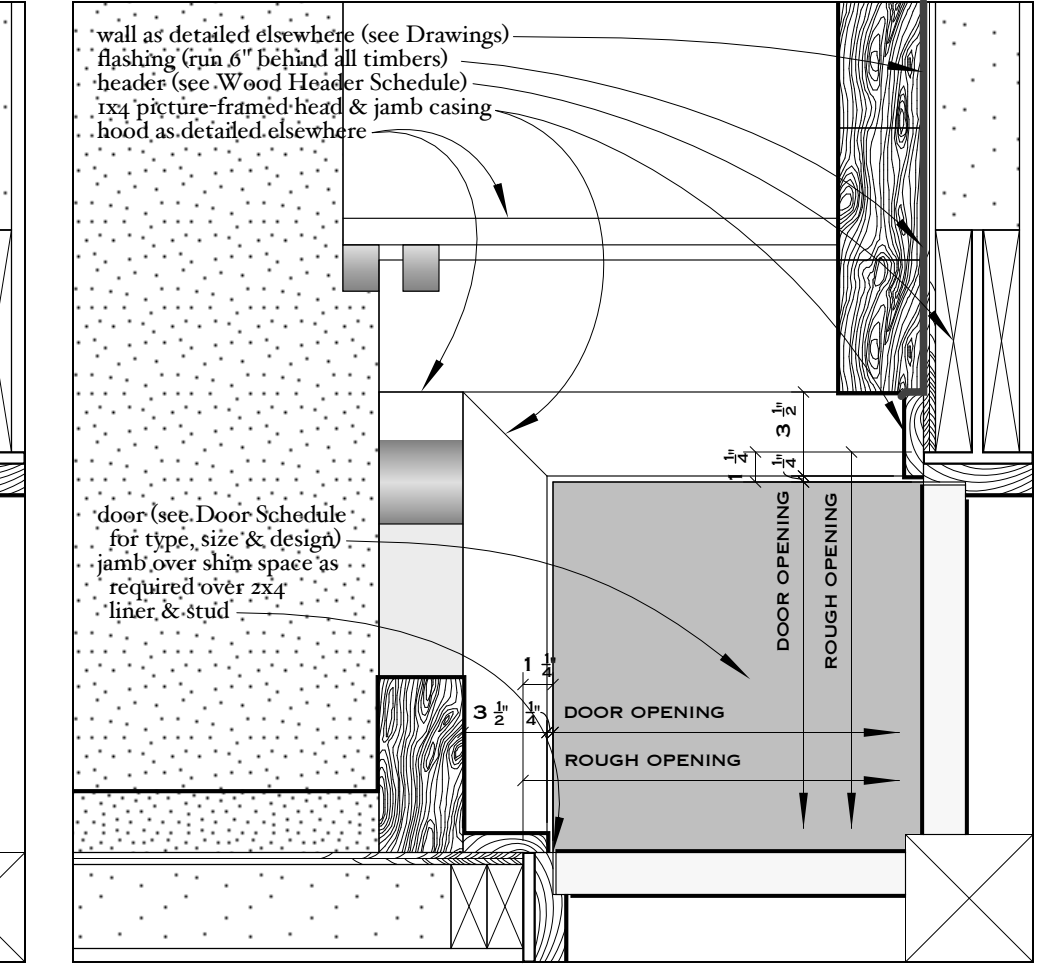 wall as detailed elsewhere (see Drawings)
flashing (run 6" behind all timbers)
header (see Wood Header Schedule)
1x4 picture-framed head & jamb casing
hood as detailed elsewhere
3 1/2"
1 1/4"
1/4"
door (see Door Schedule
for type, size & design)
jamb over shim space as
required over 2x4
liner & stud
DOOR OPENING
ROUGH OPENING
1 1/4"
3 1/2"
1/4"
DOOR OPENING
ROUGH OPENING